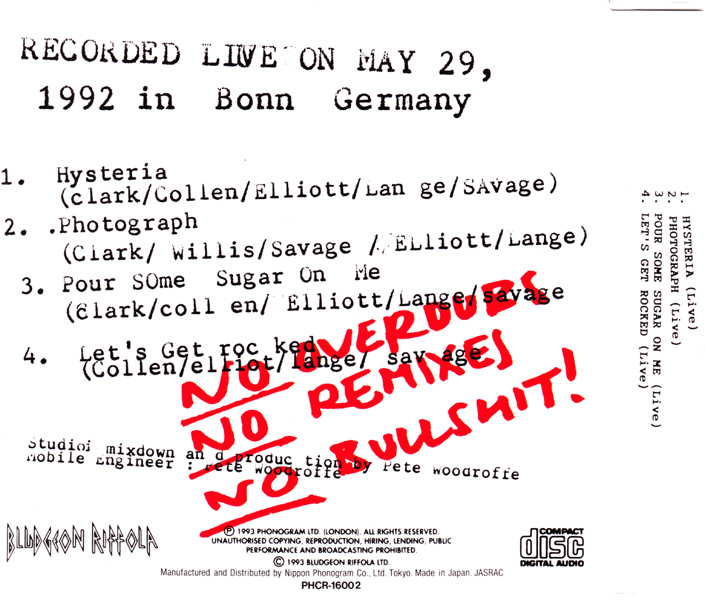 RECORDED LIVE ON MAY 29,
1992 in Bonn Germany
1. Hysteria
(clark/Collen/Elliott/Lan ge/SAvage)
2. .Photograph
(Clark/ Willis/Savage / ELliott/Lange)
3. Pour SOme Sugar On Me
(Clark/coll en/ Elliott/Lange/savage
4. Let's Get roc ked
(Collen/elliot/lange/ sav age
NO OVERDUBS
NO REMIXES
NO BULLSHIT!
Studioi mixdown an d produc tion by Pete Woodroffe
Mobile Engineer : Pete Woodroffe
BLUDGEON RIFFOLA
Ⓟ 1993 PHONOGRAM LTD. (LONDON). ALL RIGHTS RESERVED.
UNAUTHORISED COPYING, REPRODUCTION, HIRING, LENDING, PUBLIC
PERFORMANCE AND BROADCASTING PROHIBITED.
© 1993 BLUDGEON RIFFOLA LTD.
Manufactured and Distributed by Nippon Phonogram Co., Ltd. Tokyo. Made in Japan. JASRAC
PHCR-16002
COMPACT
disc
DIGITAL AUDIO
1. HYSTERIA (Live)
2. PHOTOGRAPH (Live)
3. POUR SOME SUGAR ON ME (Live)
4. LET'S GET ROCKED (Live)